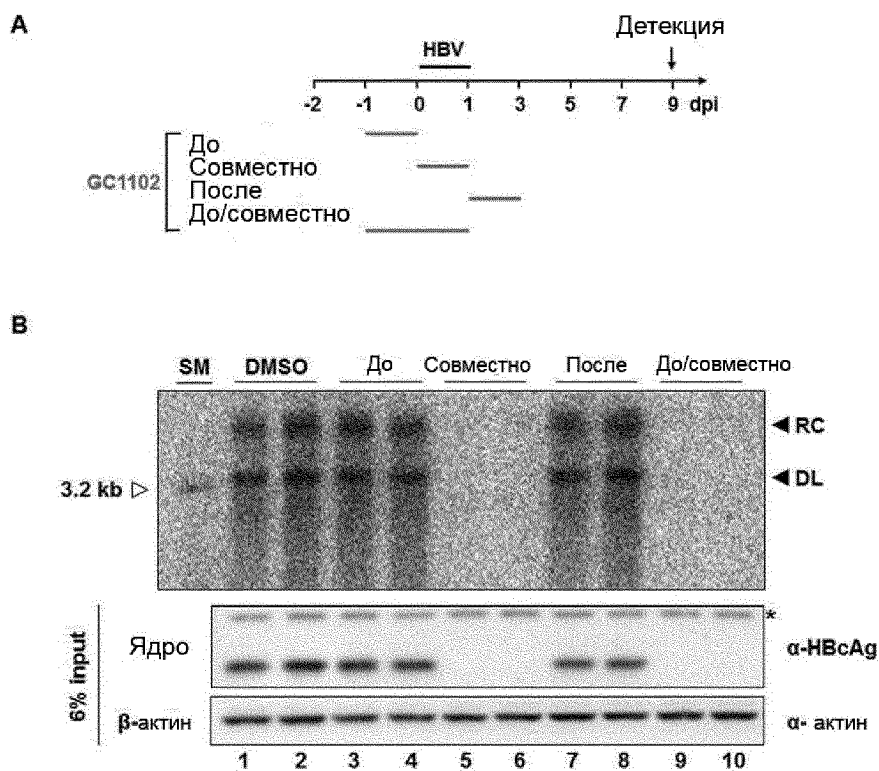 A
Детекция
HBV
-2 -1 0 1 3 5 7 9 dpi
До
Совместно
GC1102
После
До/совместно
B
SM DMSO До Совместно После До/совместно
RC
DL
3.2 kb
*
6% input
Ядро
α-HBcAg
β-актин
α- актин
1 2 3 4 5 6 7 8 9 10